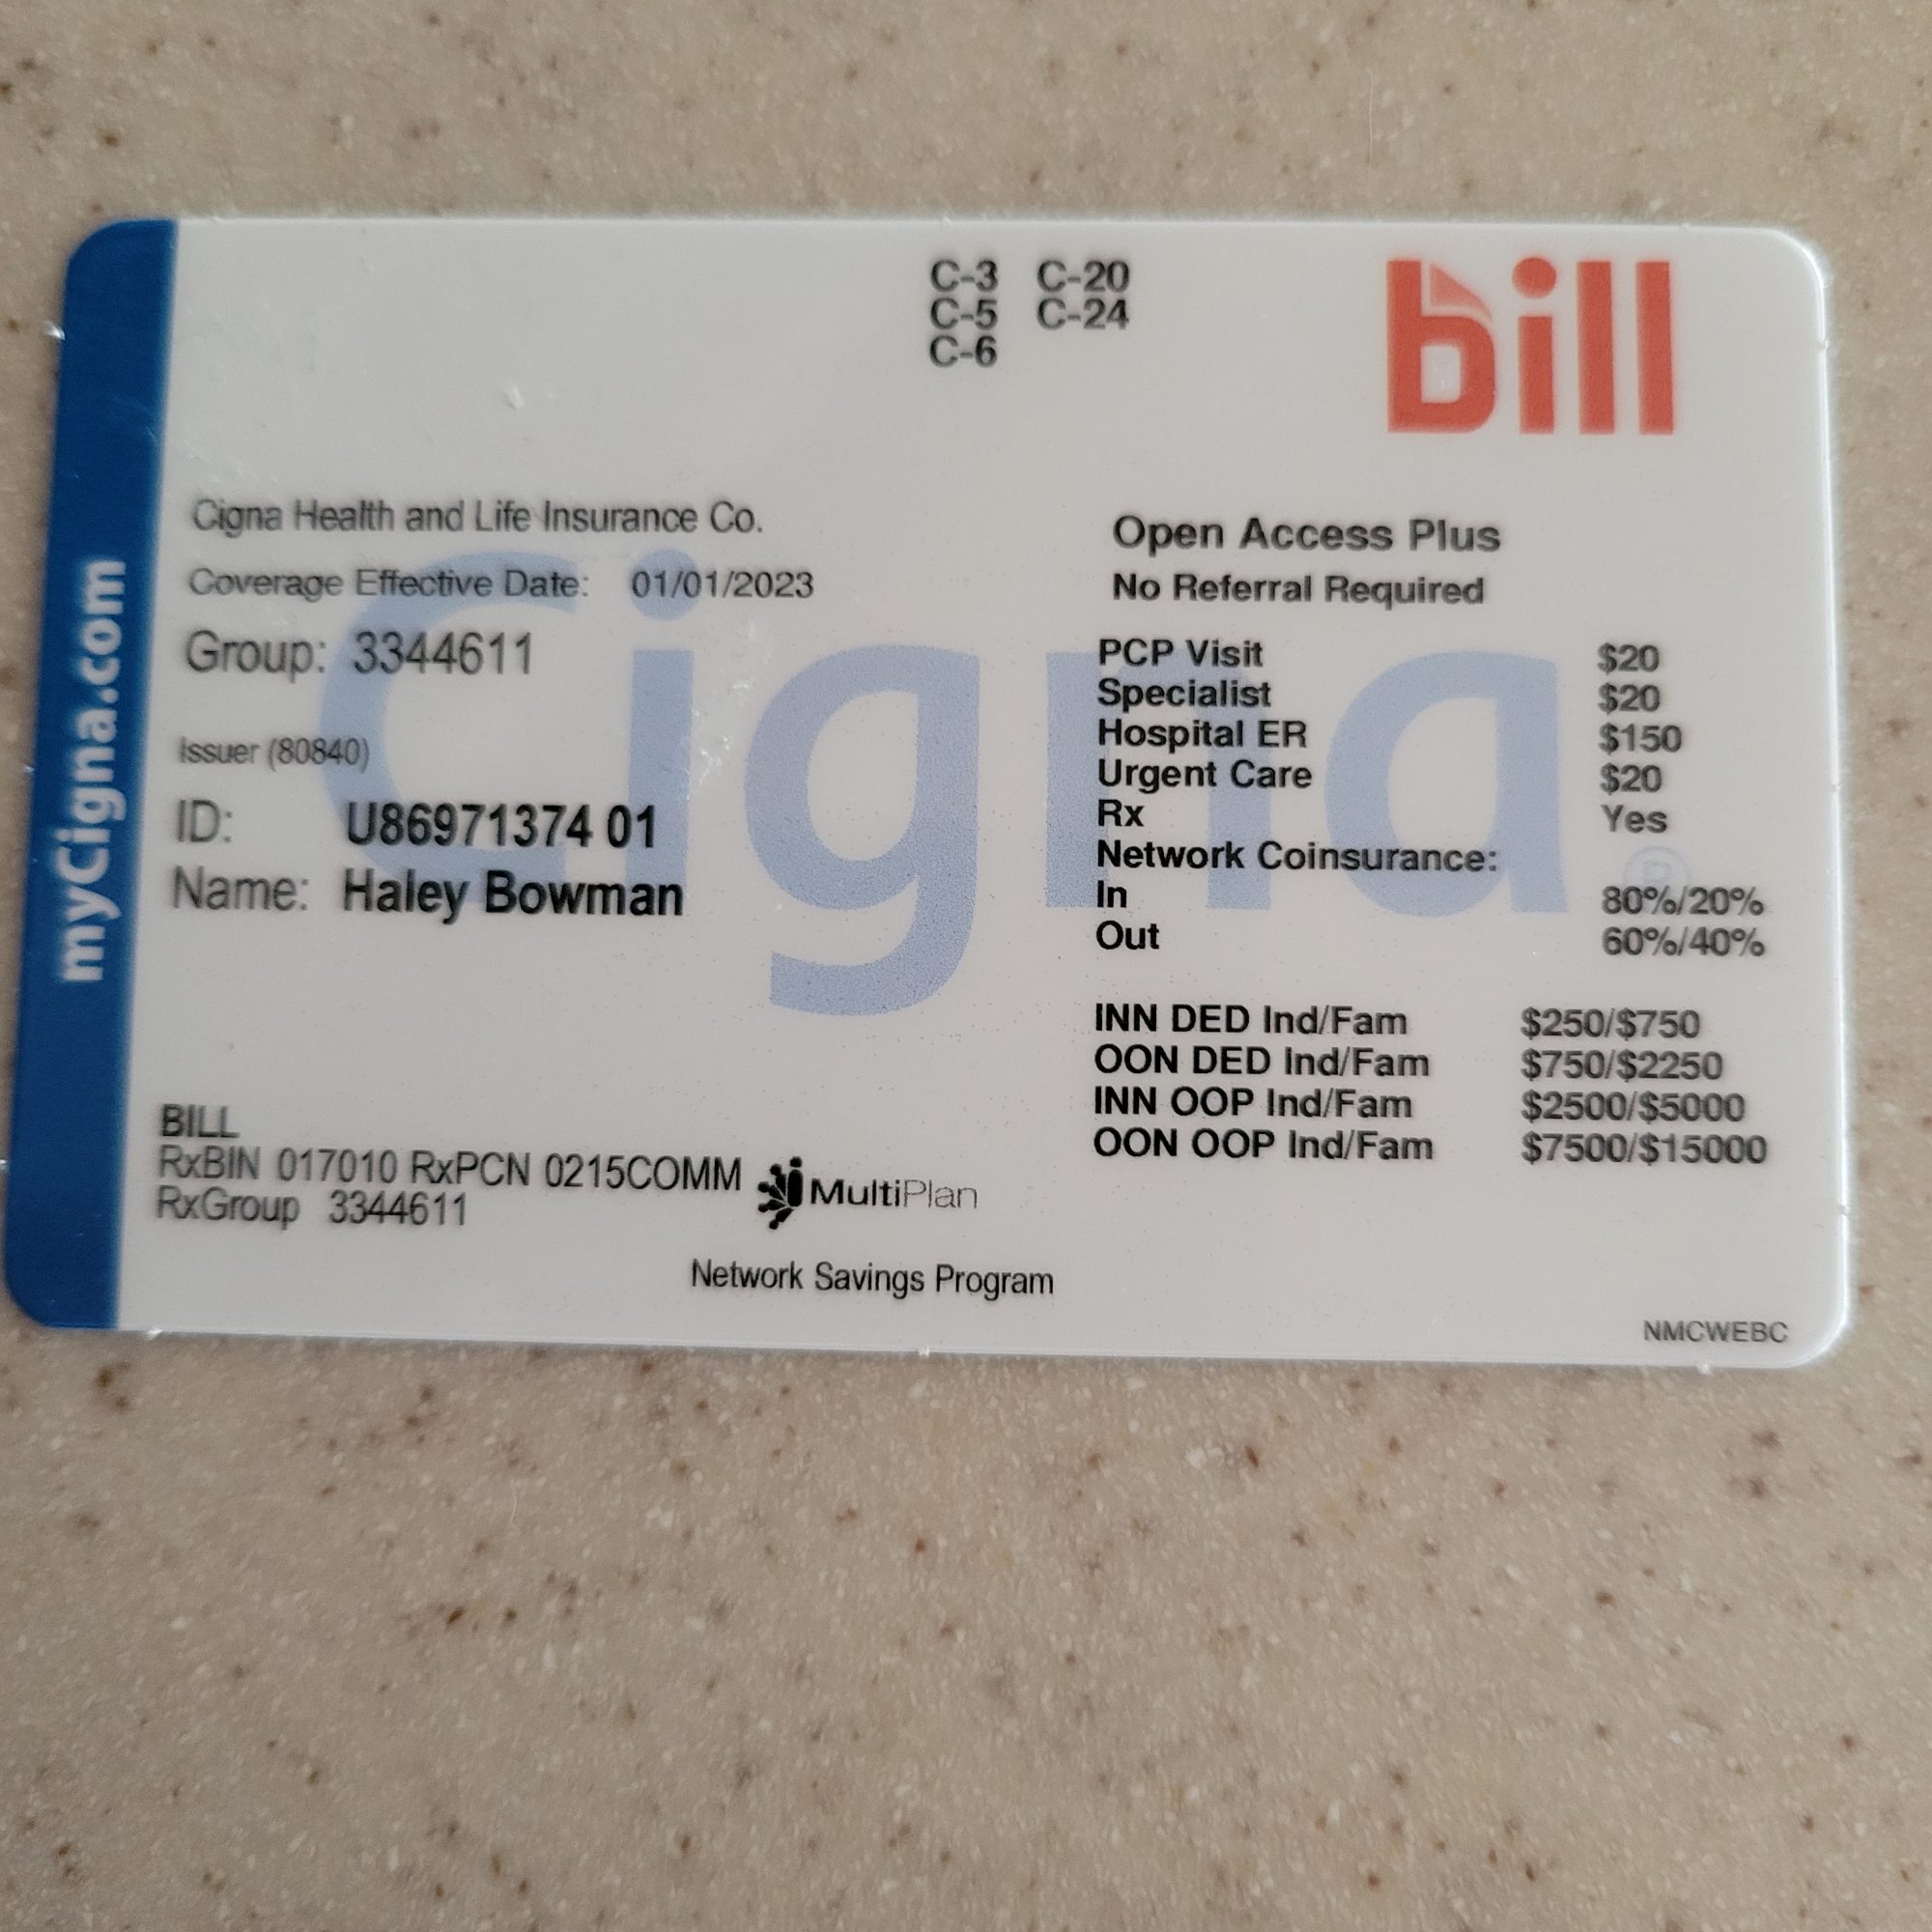 myCigna.com
C-3 C-20
C-5 C-24
C-6
bill
Cigna
Cigna Health and Life Insurance Co.
Coverage Effective Date: 01/01/2023
Group: 3344611
Issuer (80840)
ID: U86971374 01
Name: Haley Bowman
BILL
RxBIN 017010 RxPCN 0215COMM
RxGroup 3344611
MultiPlan
Network Savings Program
Open Access Plus
No Referral Required
PCP Visit $20
Specialist $20
Hospital ER $150
Urgent Care $20
Rx Yes
Network Coinsurance:
In 80%/20%
Out 60%/40%
INN DED Ind/Fam $250/$750
OON DED Ind/Fam $750/$2250
INN OOP Ind/Fam $2500/$5000
OON OOP Ind/Fam $7500/$15000
NMCWEBC